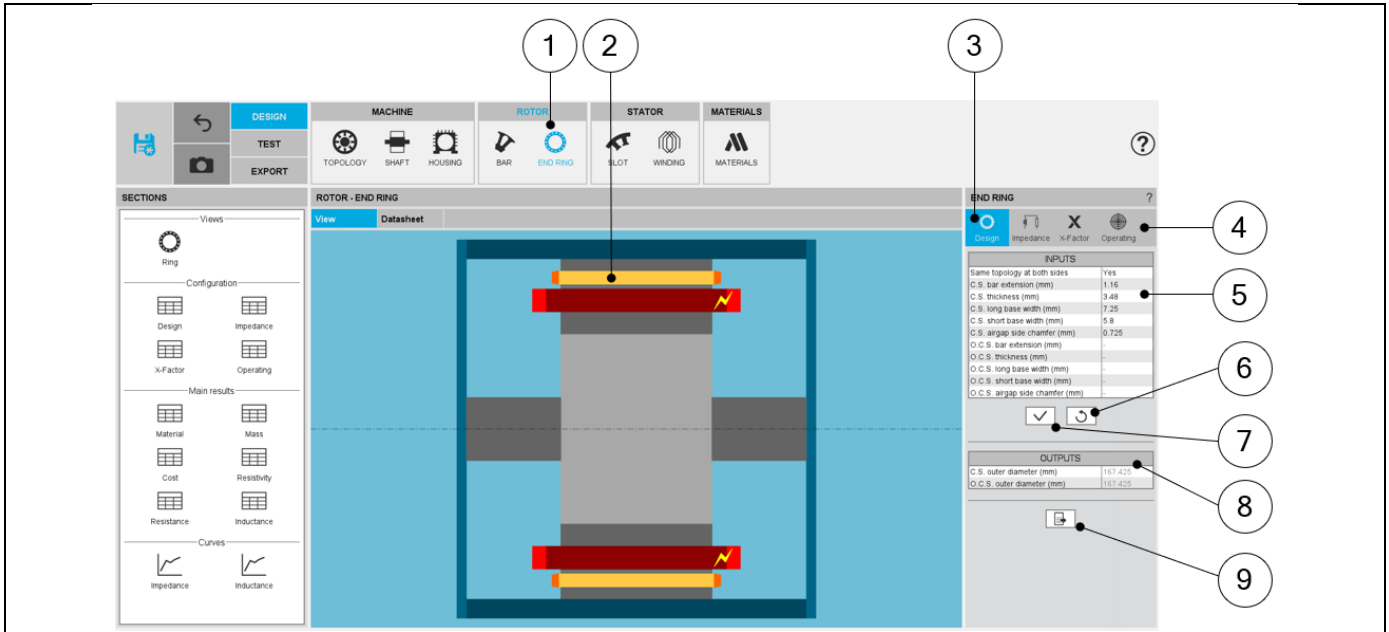 1 2 3
DESIGN
TEST
EXPORT
MACHINE
TOPOLOGY SHAFT HOUSING
ROTOR
BAR END RING
STATOR
SLOT WINDING
MATERIALS
MATERIALS
?
SECTIONS
Views
Ring
Configuration
Design Impedance
X-Factor Operating
Main results
Material Mass
Cost Resistivity
Resistance Inductance
Curves
Impedance Inductance
ROTOR - END RING
View Datasheet
END RING ?
Design Impedance X-Factor Operating
4
INPUTS
Same topology at both sides Yes
C.S. bar extension (mm) 1.16
C.S. thickness (mm) 3.48
C.S. long base width (mm) 7.25
C.S. short base width (mm) 5.8
C.S. airgap side chamfer (mm) 0.725
O.C.S. bar extension (mm) -
O.C.S. thickness (mm) -
O.C.S. long base width (mm) -
O.C.S. short base width (mm) -
O.C.S. airgap side chamfer (mm) -
5
6
7
OUTPUTS
C.S. outer diameter (mm) 167.425
O.C.S. outer diameter (mm) 167.425
8
9